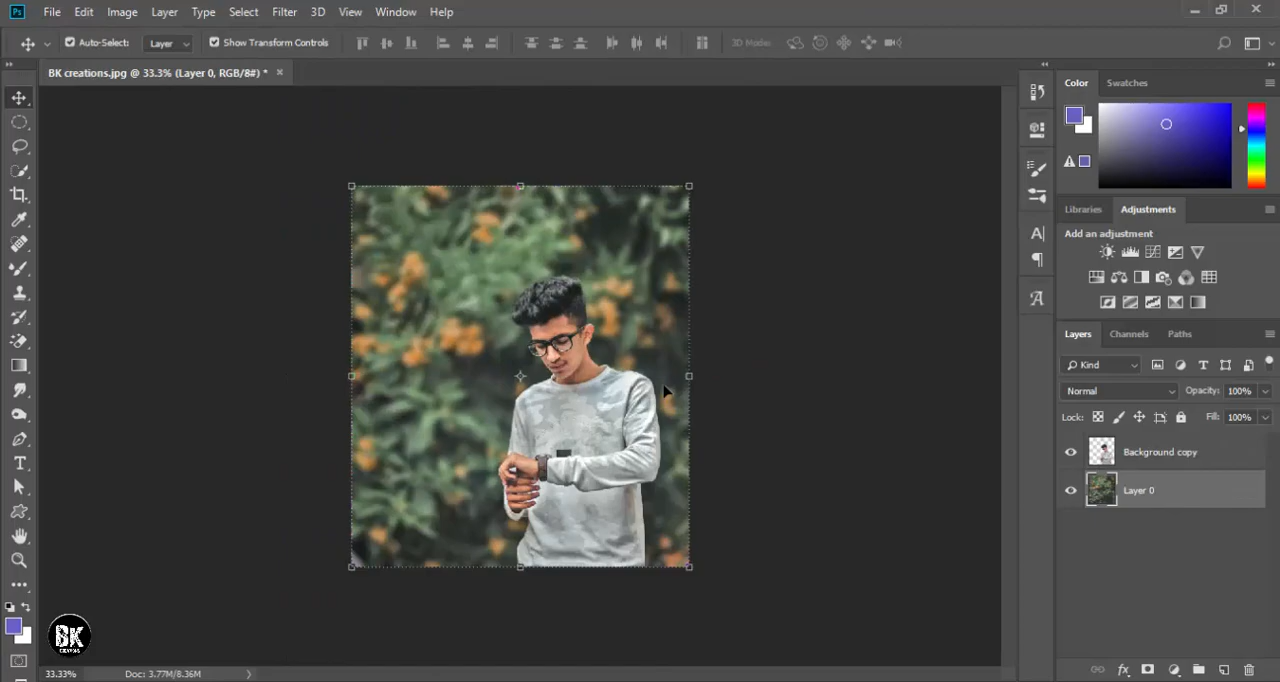 Ps File Edit Image Layer Type Select Filter 3D View Window Help
Auto-Select: Layer Show Transform Controls 3D Mode:
BK creations.jpg @ 33.3% (Layer 0, RGB/8#) * ×
Color Swatches
Libraries Adjustments
Add an adjustment
Layers Channels Paths
Kind
Normal Opacity: 100%
Lock: Fill: 100%
Background copy
Layer 0
BK
CREATIONS
33.33% Doc: 3.77M/8.36M